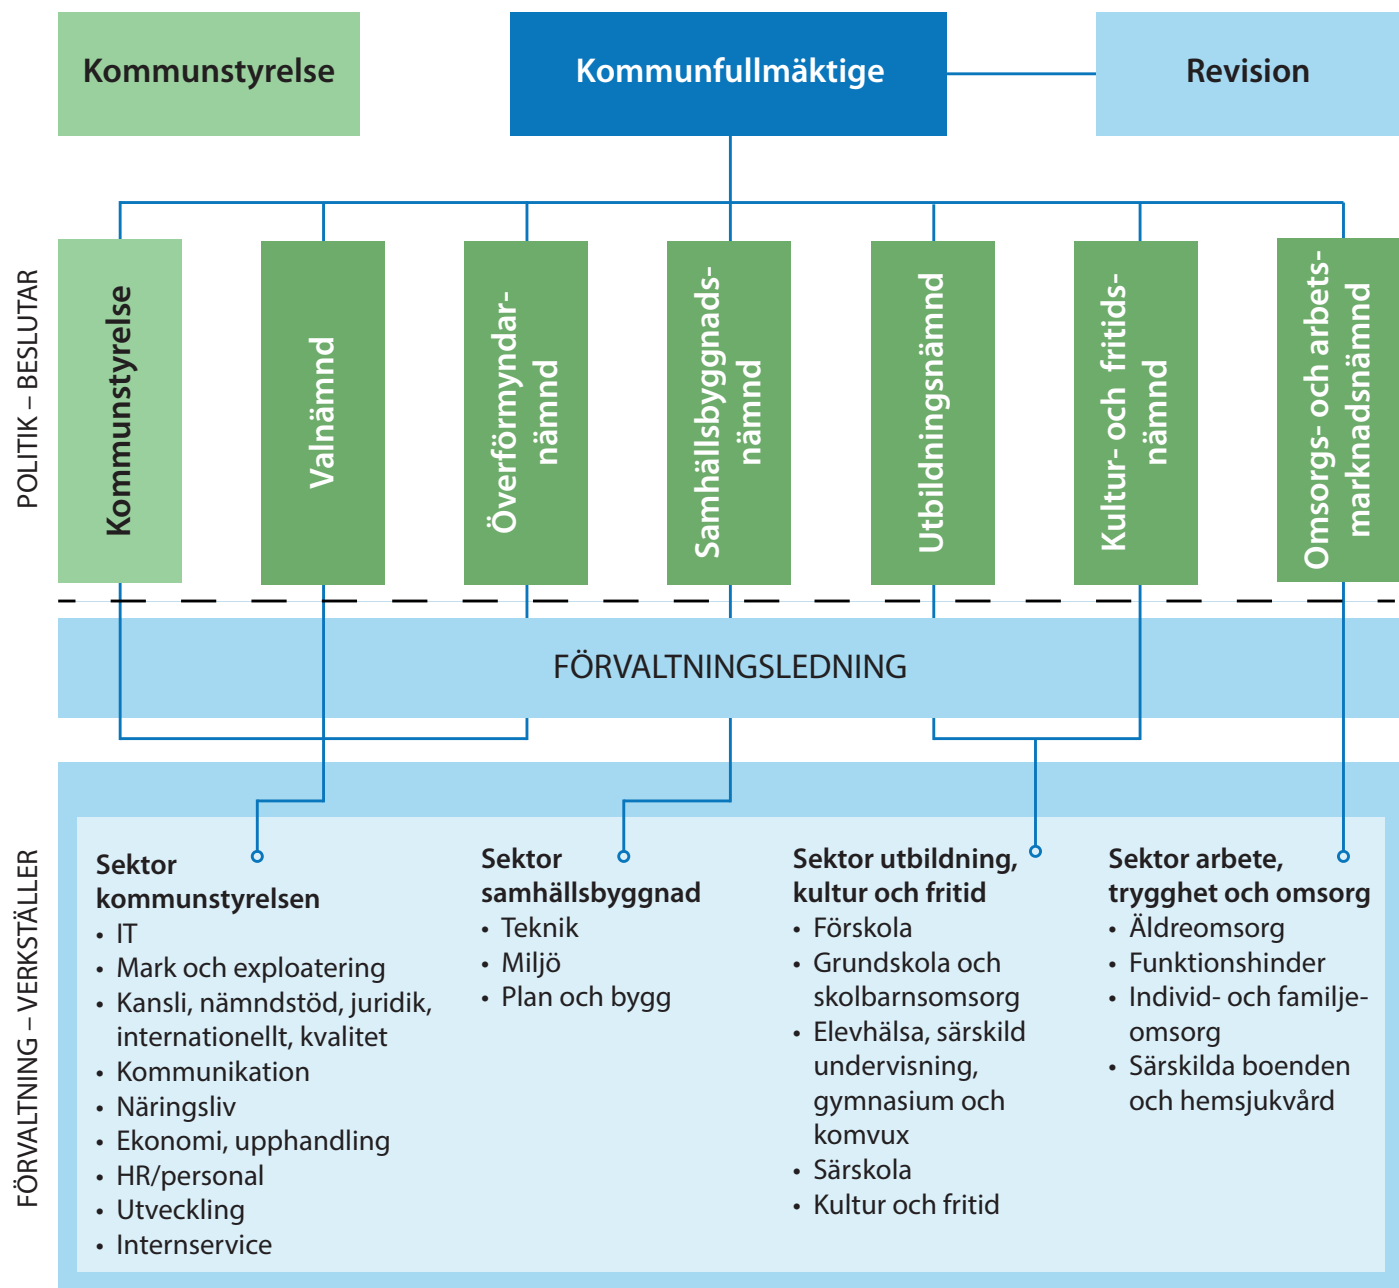 Kommunstyrelse
Kommunfullmäktige
Revision
POLITIK – BESLUTAR
Kommunstyrelse
Valnämnd
Överförmyndar-
nämnd
Samhällsbyggnads-
nämnd
Utbildningsnämnd
Kultur- och fritids-
nämnd
Omsorgs- och arbets-
marknadsnämnd
FÖRVALTNINGSLEDNING
FÖRVALTNING – VERKSTÄLLER
Sektor
kommunstyrelsen
• IT
• Mark och exploatering
• Kansli, nämndstöd, juridik,
internationellt, kvalitet
• Kommunikation
• Näringsliv
• Ekonomi, upphandling
• HR/personal
• Utveckling
• Internservice
Sektor
samhällsbyggnad
• Teknik
• Miljö
• Plan och bygg
Sektor utbildning,
kultur och fritid
• Förskola
• Grundskola och
skolbarnsomsorg
• Elevhälsa, särskild
undervisning,
gymnasium och
komvux
• Särskola
• Kultur och fritid
Sektor arbete,
trygghet och omsorg
• Äldreomsorg
• Funktionshinder
• Individ- och familje-
omsorg
• Särskilda boenden
och hemsjukvård